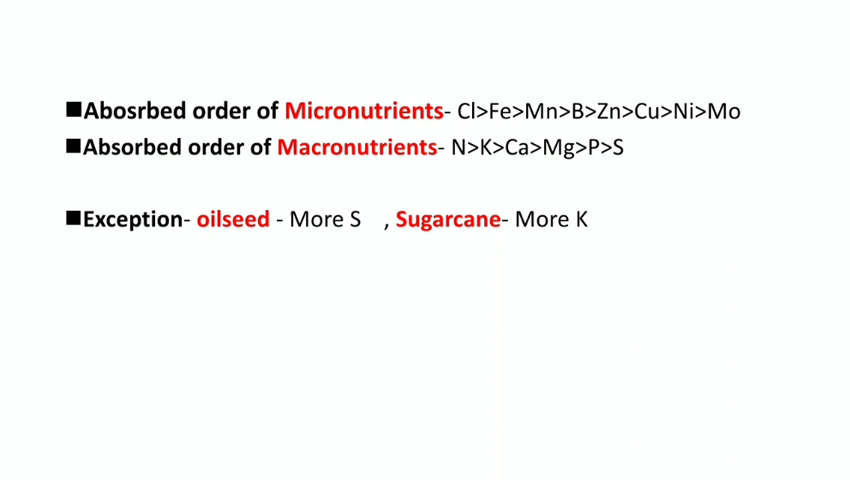 ■Abosrbed order of Micronutrients- Cl>Fe>Mn>B>Zn>Cu>Ni>Mo
■Absorbed order of Macronutrients- N>K>Ca>Mg>P>S
■Exception- oilseed - More S , Sugarcane- More K